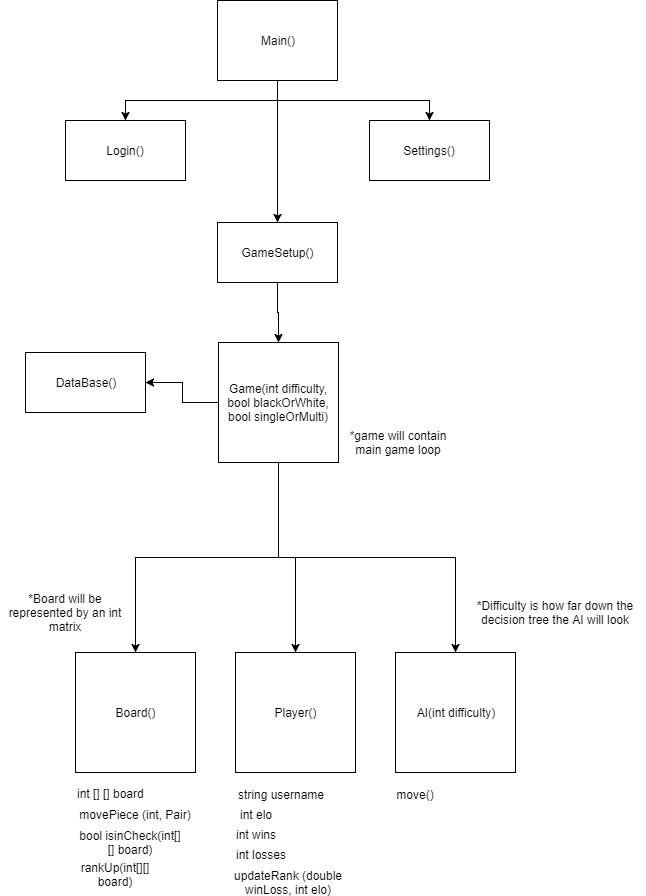 Main()
Login()
Settings()
GameSetup()
DataBase()
Game(int difficulty,
bool blackOrWhite,
bool singleOrMulti)
*game will contain
main game loop
*Board will be
represented by an int
matrix
*Difficulty is how far down the
decision tree the AI will look
Board()
Player()
AI(int difficulty)
int [] [] board
movePiece (int, Pair)
bool isinCheck(int[]
[] board)
rankUp(int[][]
board)
string username
int elo
int wins
int losses
updateRank (double
winLoss, int elo)
move()